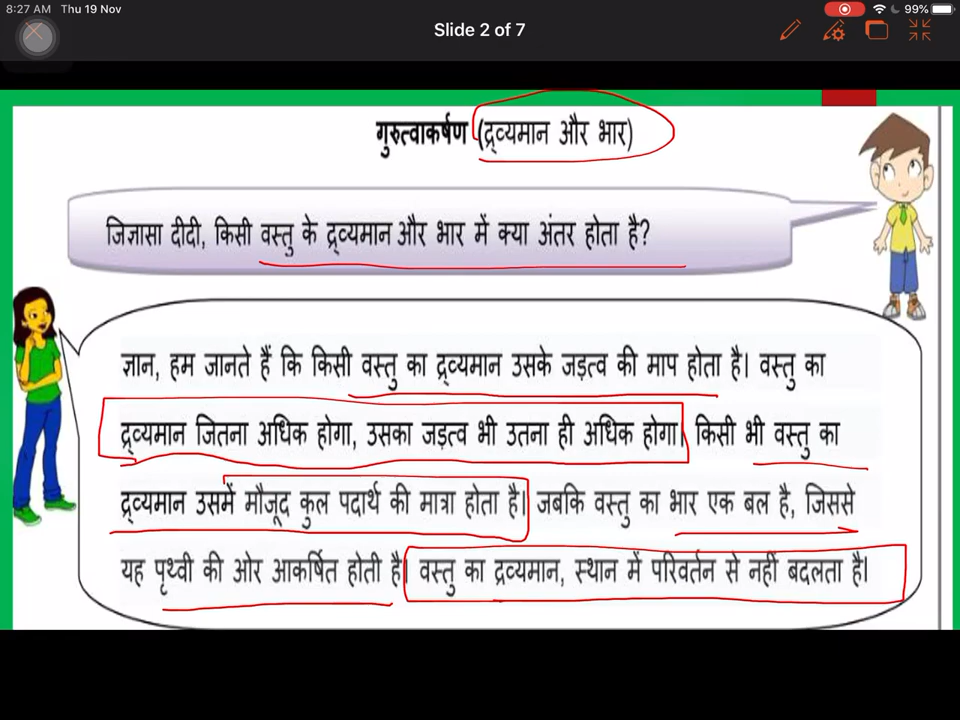 8:27 AM Thu 19 Nov 99%
Slide 2 of 7
गुरुत्वाकर्षण (द्रव्यमान और भार)
जिज्ञासा दीदी, किसी वस्तु के द्रव्यमान और भार में क्या अंतर होता है?
ज्ञान, हम जानते हैं कि किसी वस्तु का द्रव्यमान उसके जड़त्व की माप होता है। वस्तु का
द्रव्यमान जितना अधिक होगा, उसका जड़त्व भी उतना ही अधिक होगा। किसी भी वस्तु का
द्रव्यमान उसमें मौजूद कुल पदार्थ की मात्रा होता है। जबकि वस्तु का भार एक बल है, जिससे
यह पृथ्वी की ओर आकर्षित होती है। वस्तु का द्रव्यमान, स्थान में परिवर्तन से नहीं बदलता है।